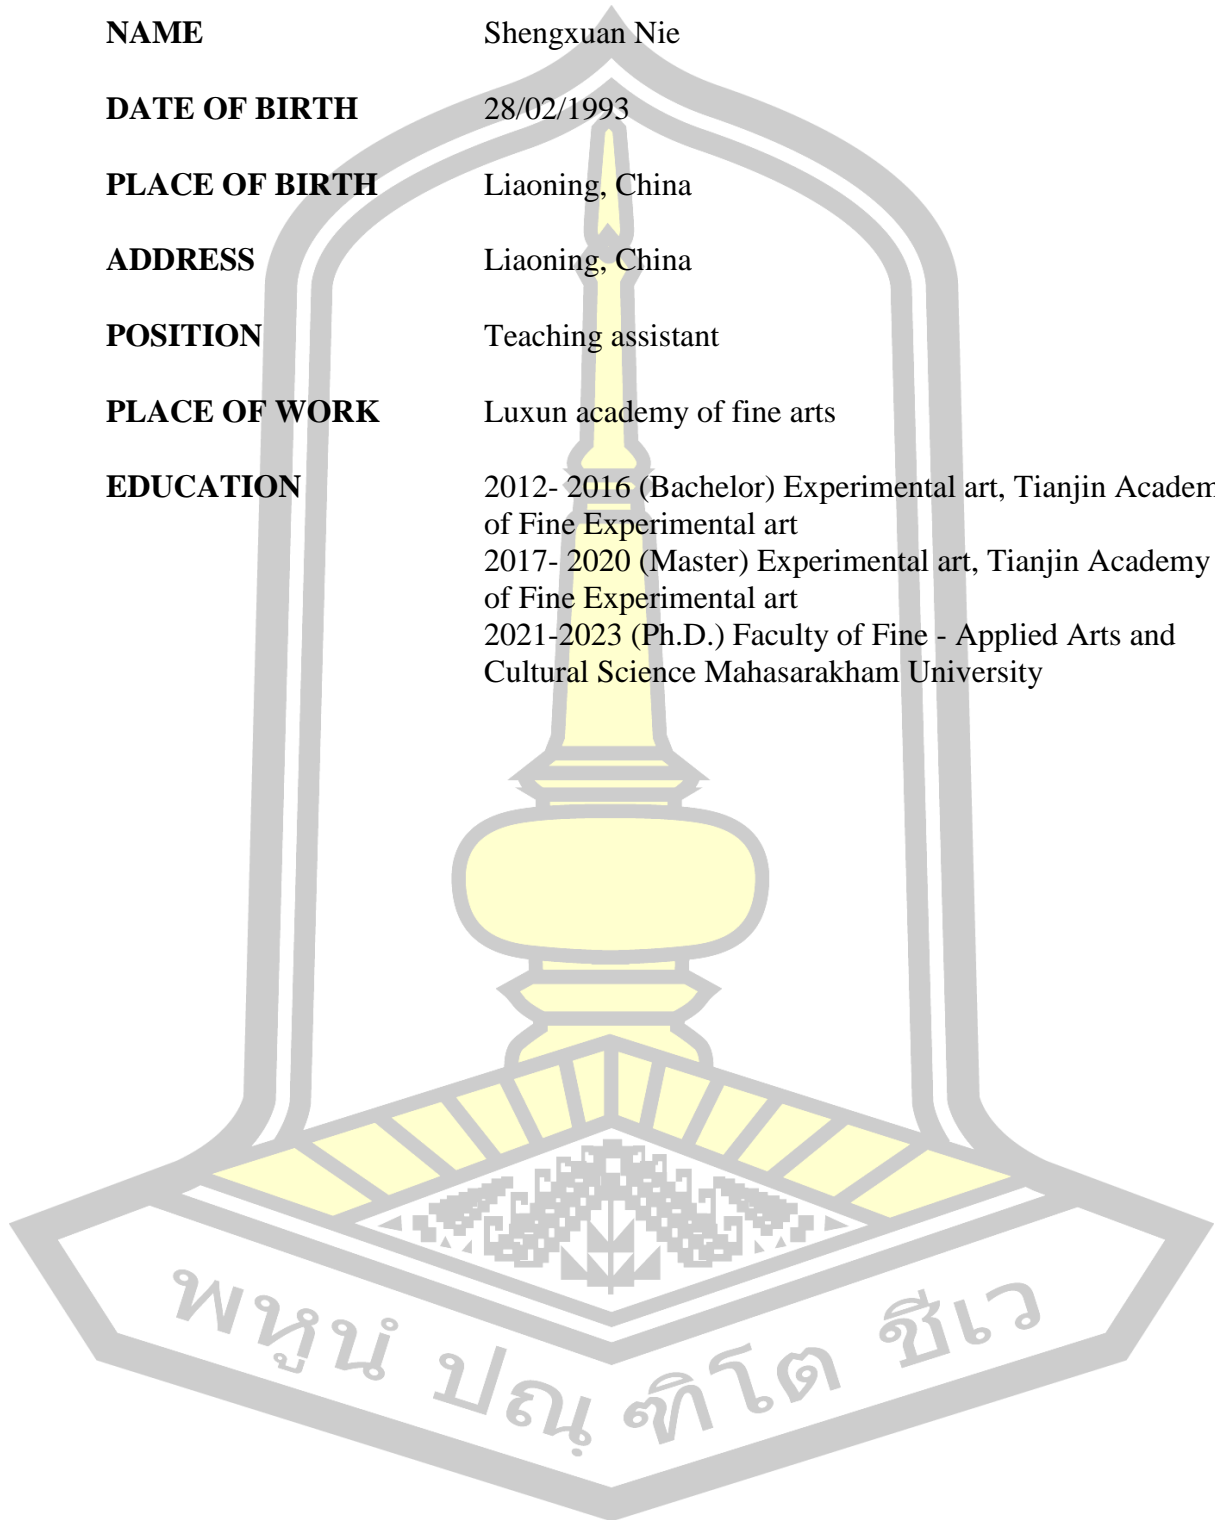 NAME Shengxuan Nie
DATE OF BIRTH 28/02/1993
PLACE OF BIRTH Liaoning, China
ADDRESS Liaoning, China
POSITION Teaching assistant
PLACE OF WORK Luxun academy of fine arts
EDUCATION 2012- 2016 (Bachelor) Experimental art, Tianjin Academ
of Fine Experimental art
2017- 2020 (Master) Experimental art, Tianjin Academy
of Fine Experimental art
2021-2023 (Ph.D.) Faculty of Fine - Applied Arts and
Cultural Science Mahasarakham University
พหูนํ ปณฺฑิโต ชีเว